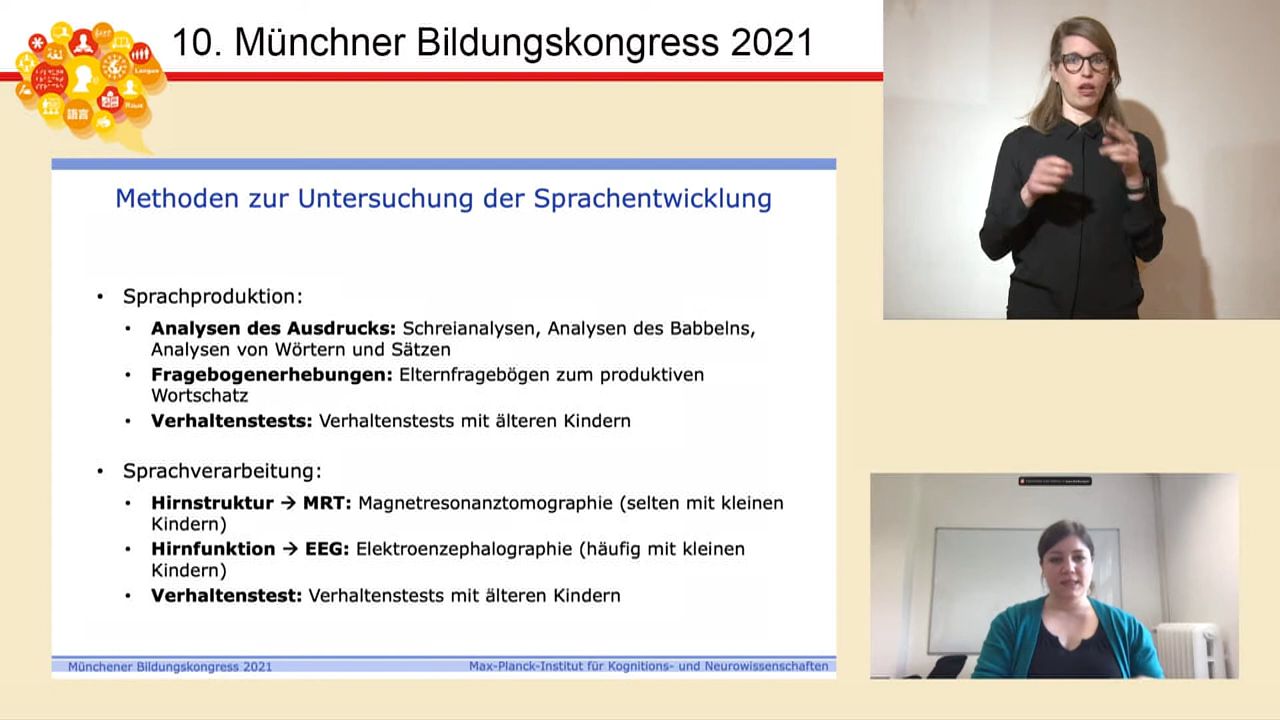 10. Münchner Bildungskongress 2021
Langues
語言
Methoden zur Untersuchung der Sprachentwicklung
• Sprachproduktion:
• Analysen des Ausdrucks: Schreianalysen, Analysen des Babbelns,
Analysen von Wörtern und Sätzen
• Fragebogenerhebungen: Elternfragebögen zum produktiven
Wortschatz
• Verhaltenstests: Verhaltenstests mit älteren Kindern
• Sprachverarbeitung:
• Hirnstruktur → MRT: Magnetresonanztomographie (selten mit kleinen
Kindern)
• Hirnfunktion → EEG: Elektroenzephalographie (häufig mit kleinen
Kindern)
• Verhaltenstest: Verhaltenstests mit älteren Kindern
Münchener Bildungskongress 2021
Max-Planck-Institut für Kognitions- und Neurowissenschaften